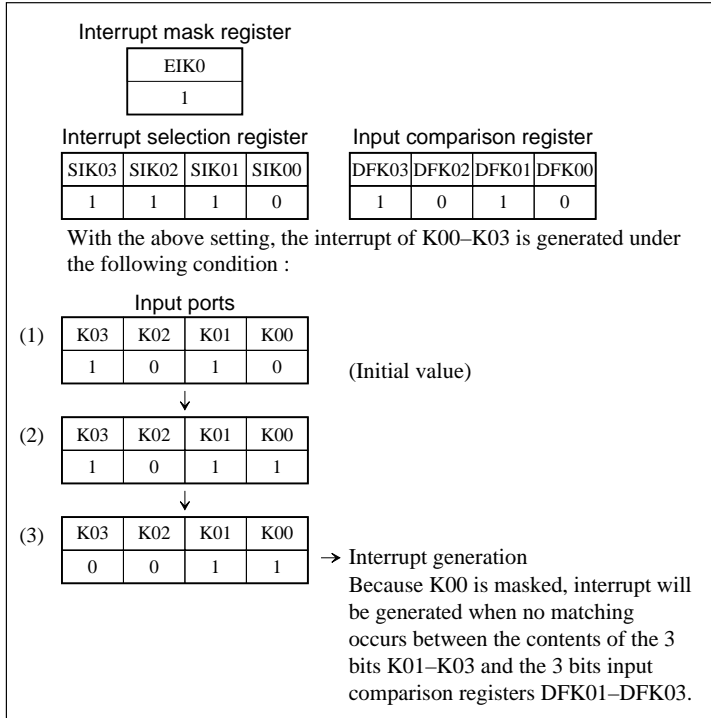 Interrupt mask register
EIK0
1
Interrupt selection register
SIK03 SIK02 SIK01 SIK00
1 1 1 0
Input comparison register
DFK03 DFK02 DFK01 DFK00
1 0 1 0
With the above setting, the interrupt of K00–K03 is generated under
the following condition :
Input ports
(1) K03 K02 K01 K00
1 0 1 0 (Initial value)
↓
(2) K03 K02 K01 K00
1 0 1 1
↓
(3) K03 K02 K01 K00
0 0 1 1 → Interrupt generation
Because K00 is masked, interrupt will
be generated when no matching
occurs between the contents of the 3
bits K01–K03 and the 3 bits input
comparison registers DFK01–DFK03.